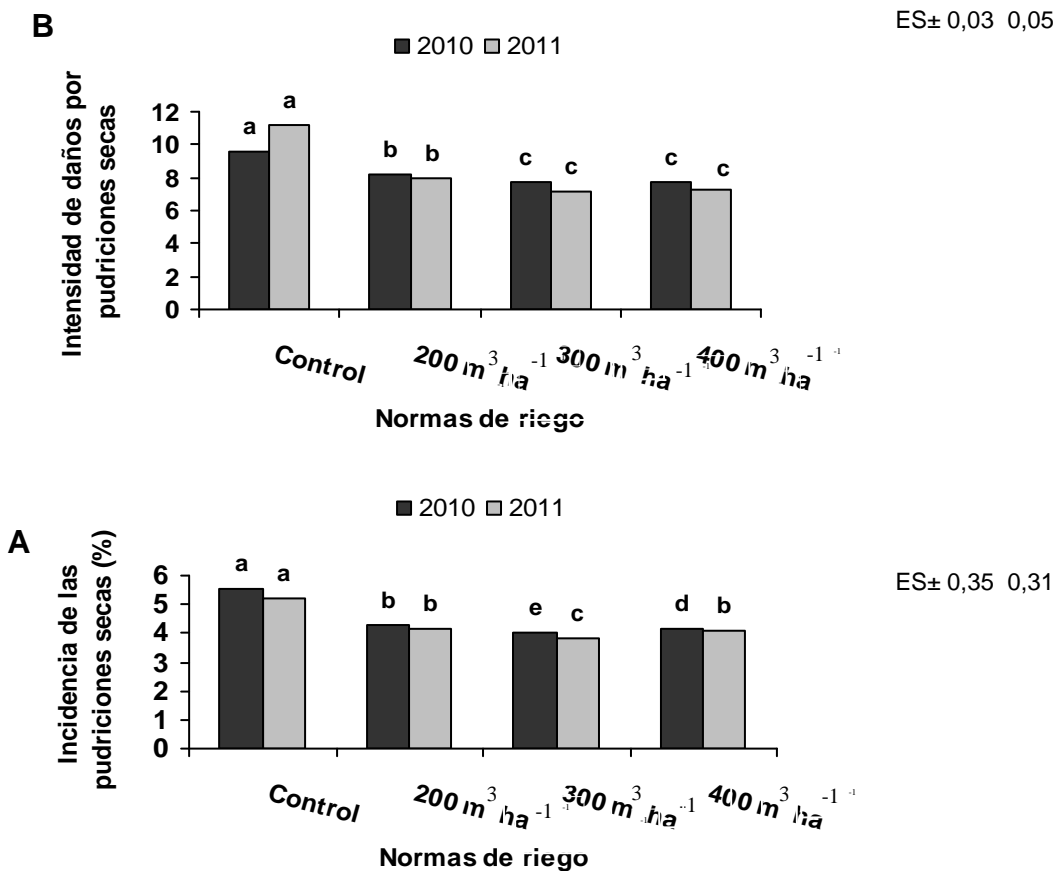 B
ES± 0,03 0,05
2010 2011
Intensidad de daños por
pudriciones secas
12
10
8
6
4
2
0
a a b b c c c c
Control 200 m³ ha⁻¹ 300 m³ ha⁻¹ 400 m³ ha⁻¹
Normas de riego
2010 2011
A
ES± 0,35 0,31
Incidencia de las
pudriciones secas (%)
6
5
4
3
2
1
0
a a b b e c d b
Control 200 m³ ha⁻¹ 300 m³ ha⁻¹ 400 m³ ha⁻¹
Normas de riego